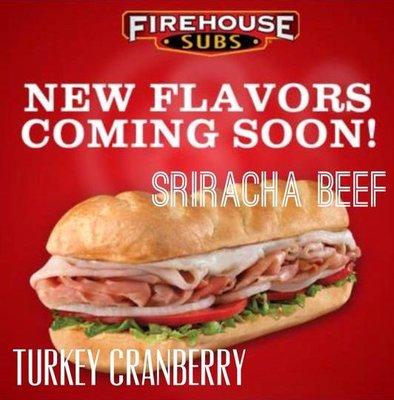 FIREHOUSE
SUBS
NEW FLAVORS
COMING SOON!
SRIRACHA BEEF
TURKEY CRANBERRY